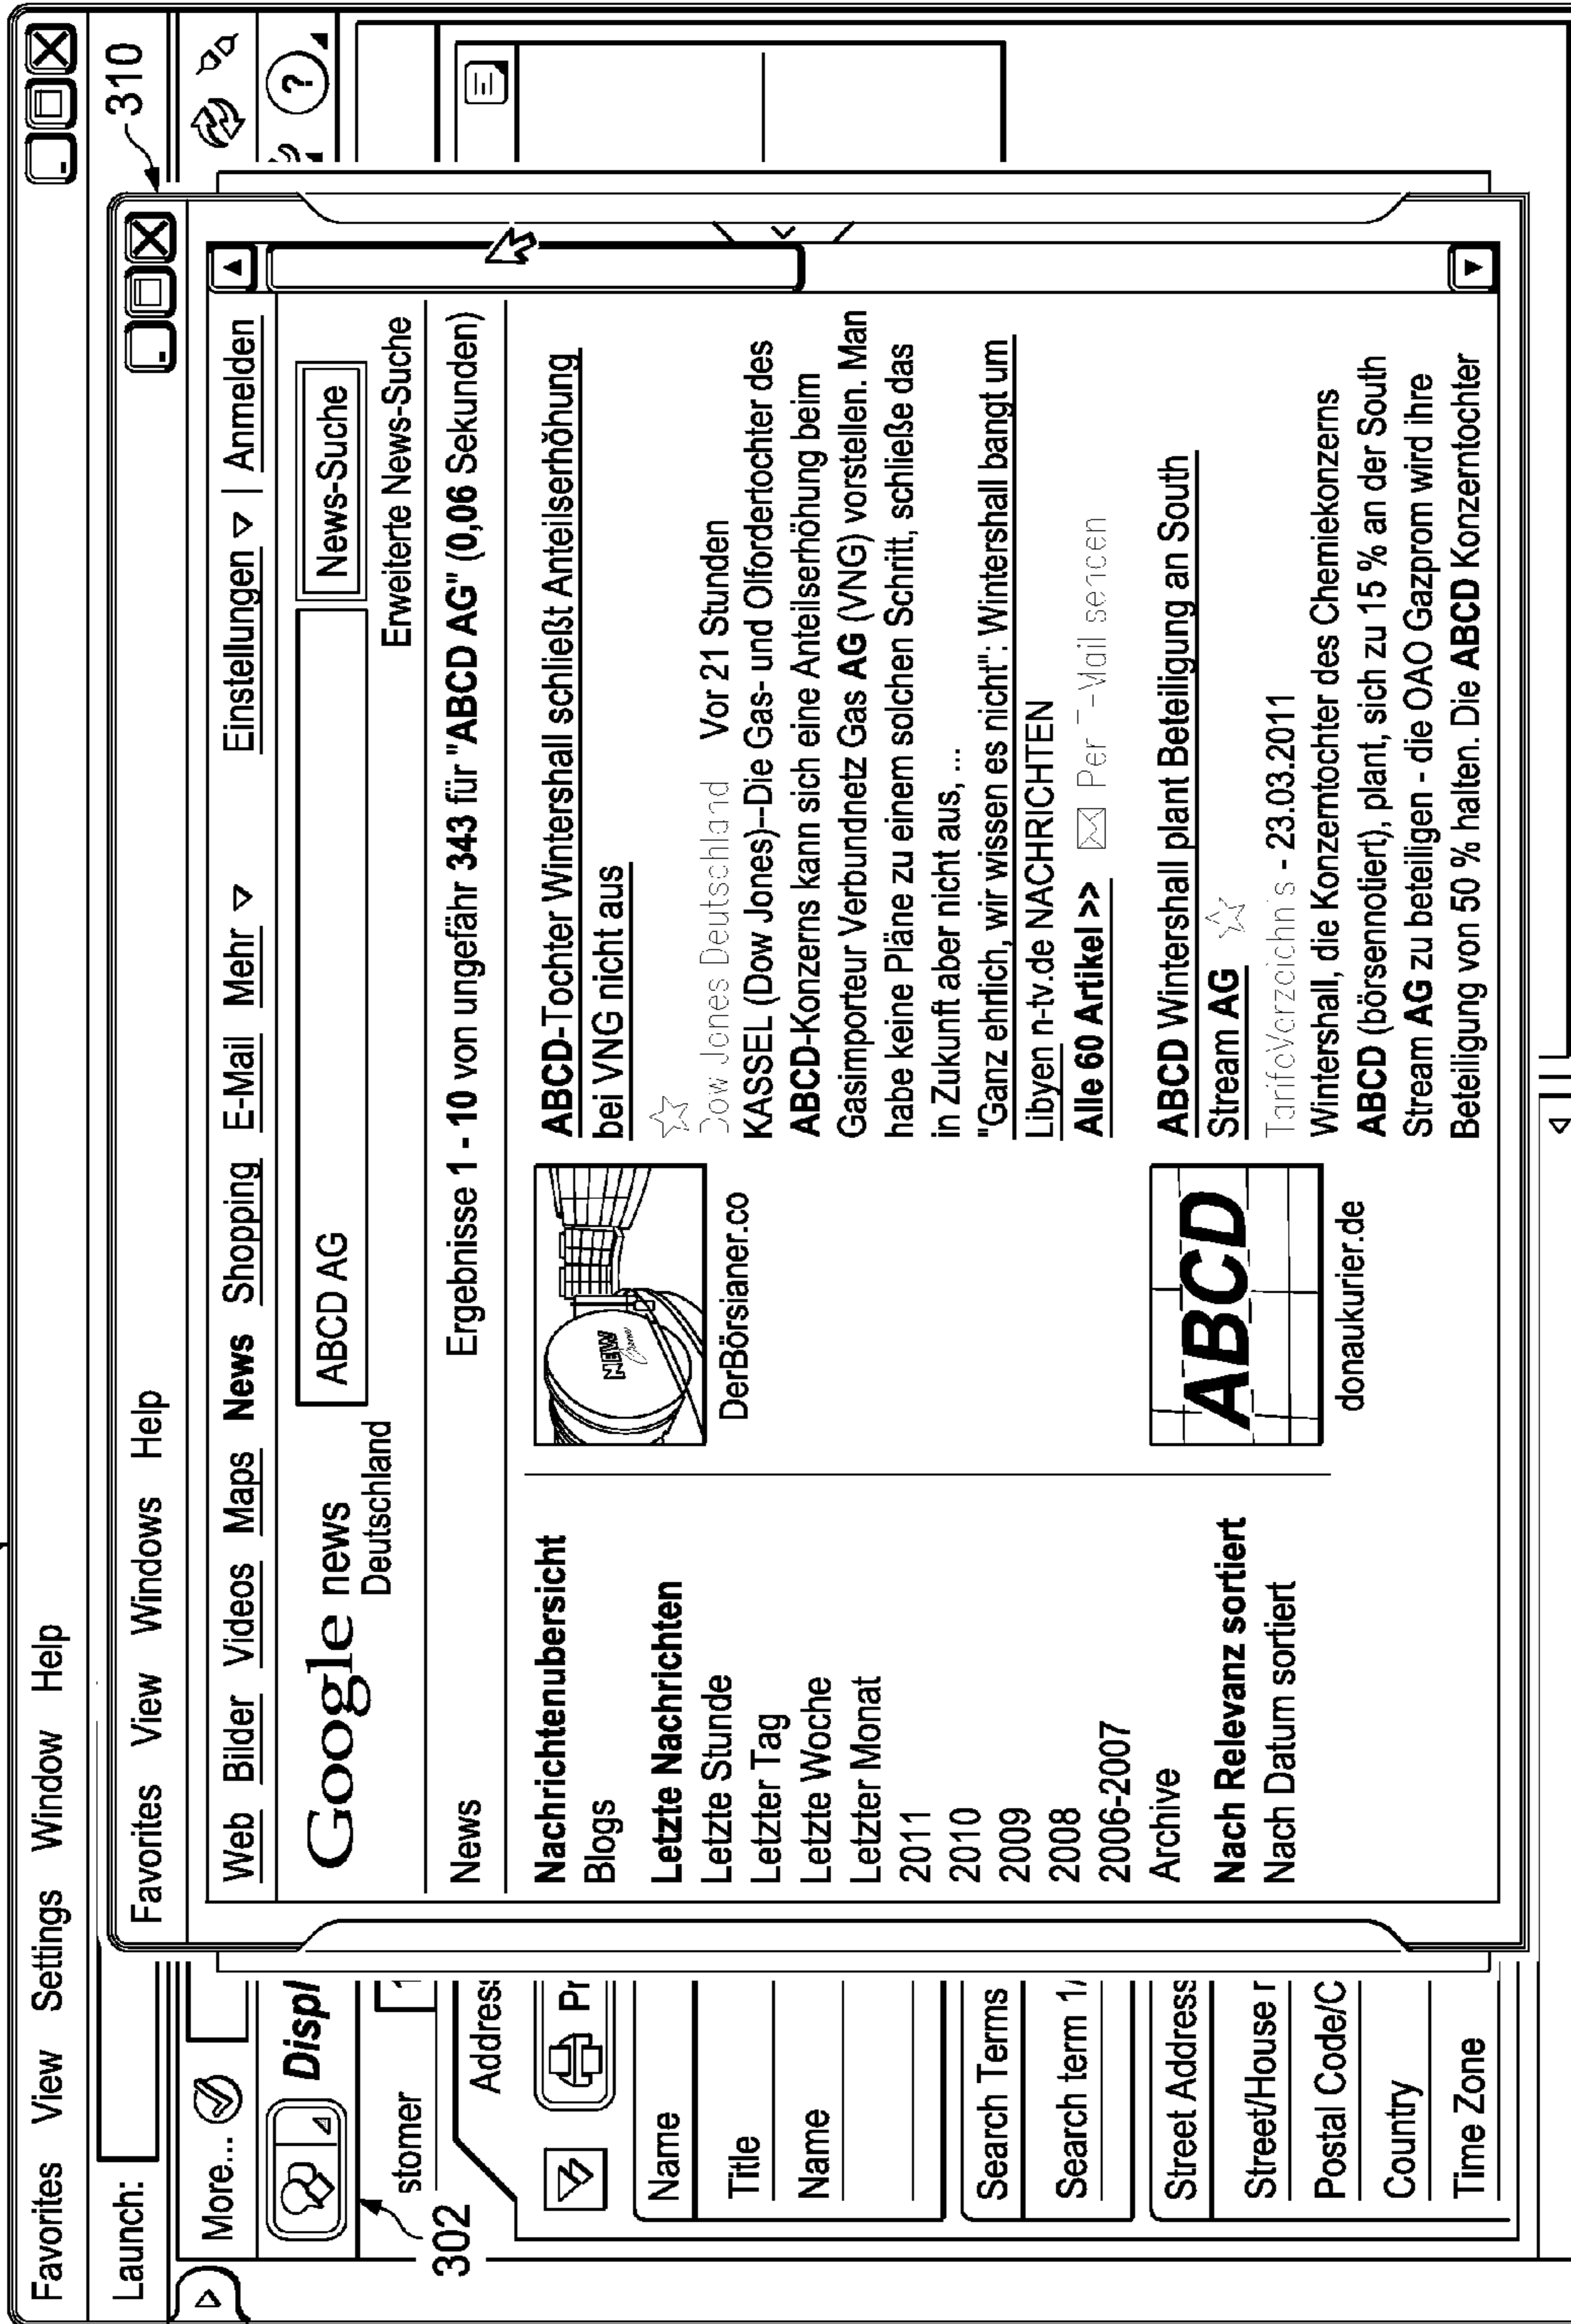 Favorites View Settings Window Help
Launch:
310
More...
Displ
?
stomer
302
Address
Pr
Name
Title
Name
Search Terms
Search term 1/
Street Address
Street/House r
Postal Code/C
Country
Time Zone
Favorites View Windows Help
Web Bilder Videos Maps News Shopping E-Mail Mehr Einstellungen | Anmelden
Google news
Deutschland
ABCD AG
News-Suche
Erweiterte News-Suche
News
Ergebnisse 1 - 10 von ungefähr 343 für "ABCD AG" (0,06 Sekunden)
Nachrichtenubersicht
Blogs
Letzte Nachrichten
Letzte Stunde
Letzter Tag
Letzte Woche
Letzter Monat
2011
2010
2009
2008
2006-2007
Archive
Nach Relevanz sortiert
Nach Datum sortiert
NEW
DerBörsianer.co
ABCD-Tochter Wintershall schließt Anteilserhöhung
bei VNG nicht aus
Dow Jones Deutschland Vor 21 Stunden
KASSEL (Dow Jones)--Die Gas- und Olfordertochter des
ABCD-Konzerns kann sich eine Anteilserhöhung beim
Gasimporteur Verbundnetz Gas AG (VNG) vorstellen. Man
habe keine Pläne zu einem solchen Schritt, schließe das
in Zukunft aber nicht aus, ...
"Ganz ehrlich, wir wissen es nicht": Wintershall bangt um
Libyen n-tv.de NACHRICHTEN
Alle 60 Artikel >> Per E-Mail sencen
ABCD
donaukurier.de
ABCD Wintershall plant Beteiligung an South
Stream AG
TarifeVerzeichnis - 23.03.2011
Wintershall, die Konzerntochter des Chemiekonzerns
ABCD (börsennotiert), plant, sich zu 15 % an der South
Stream AG zu beteiligen - die OAO Gazprom wird ihre
Beteiligung von 50 % halten. Die ABCD Konzerntochter